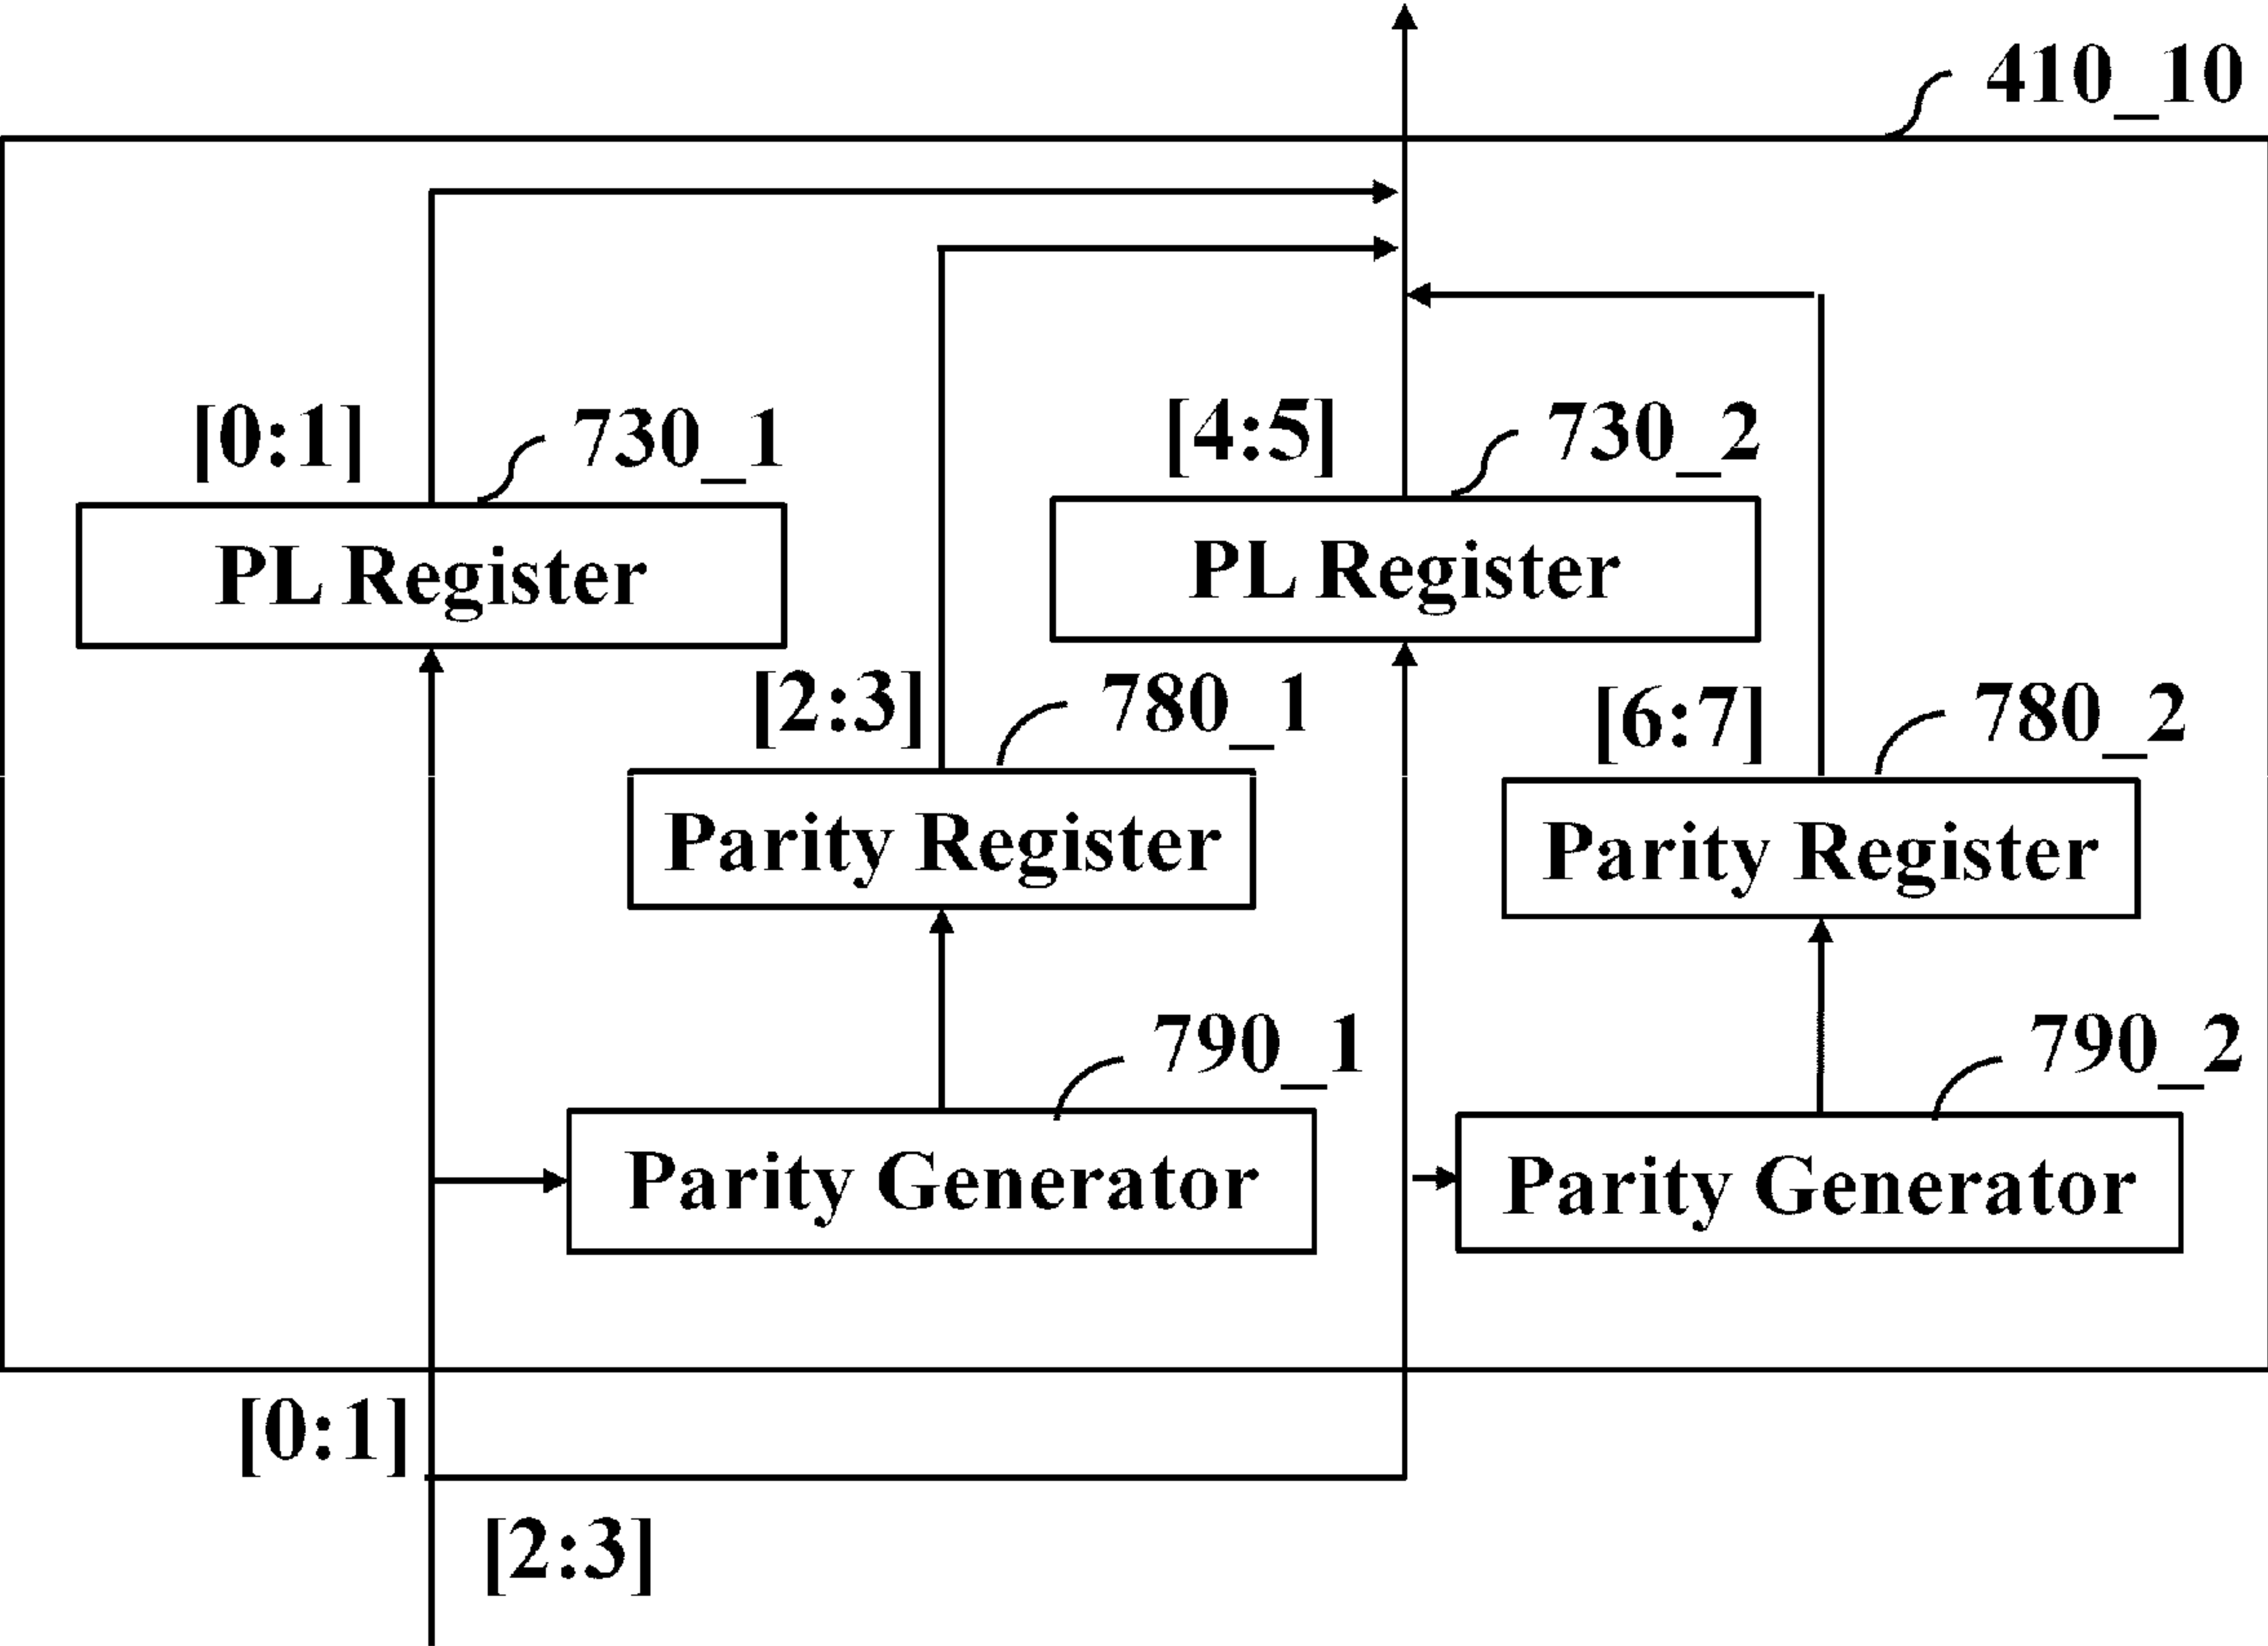 410_10
[0:1] 730_1
[4:5] 730_2
PL Register
PL Register
[2:3] 780_1
[6:7] 780_2
Parity Register
Parity Register
790_1
790_2
Parity Generator
Parity Generator
[0:1]
[2:3]